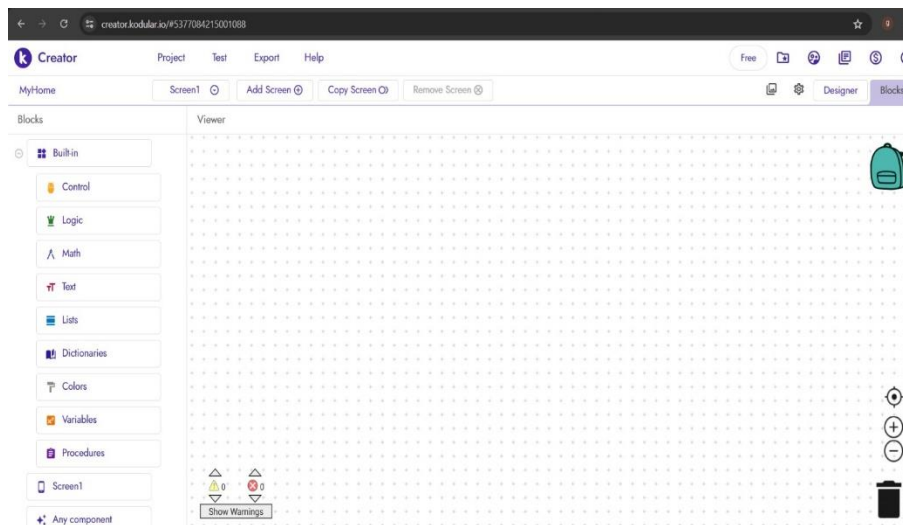 creator.kodular.io/#5377084215001088
g
k Creator Project Test Export Help Free
MyHome Screen1 Add Screen Copy Screen Remove Screen Designer Blocks
Blocks Viewer
Built-in
Control
Logic
Math
Text
Lists
Dictionaries
Colors
Variables
Procedures
Screen1
Any component
0 0
Show Warnings